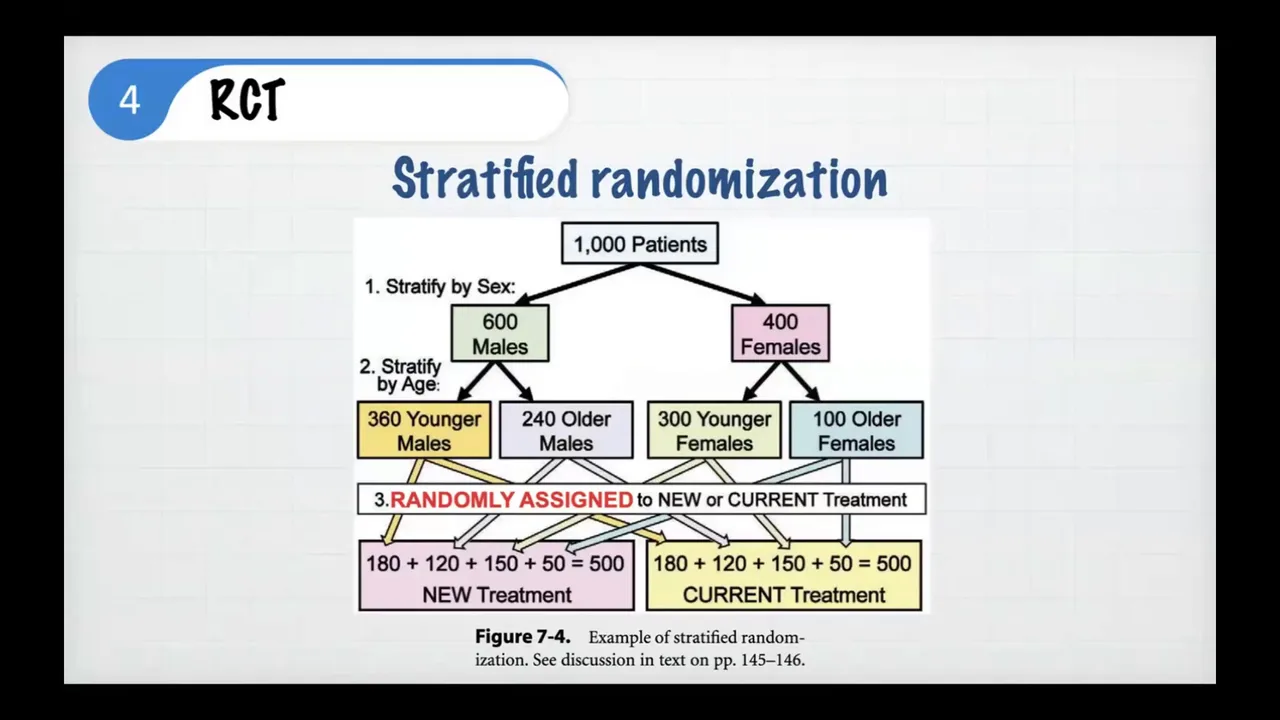 4
RCT
Stratified randomization
1,000 Patients
1. Stratify by Sex:
600
Males
400
Females
2. Stratify
by Age:
360 Younger
Males
240 Older
Males
300 Younger
Females
100 Older
Females
3.RANDOMLY ASSIGNED to NEW or CURRENT Treatment
180 + 120 + 150 + 50 = 500
NEW Treatment
180 + 120 + 150 + 50 = 500
CURRENT Treatment
Figure 7-4. Example of stratified random-
ization. See discussion in text on pp. 145–146.